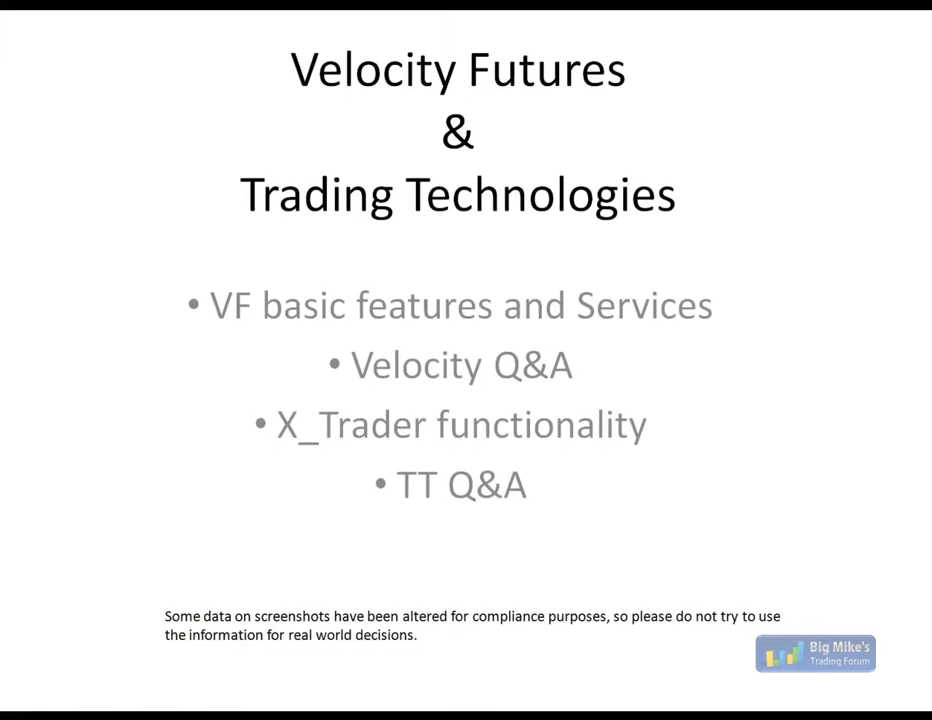 Velocity Futures
&
Trading Technologies
• VF basic features and Services
• Velocity Q&A
• X_Trader functionality
• TT Q&A
Some data on screenshots have been altered for compliance purposes, so please do not try to use
the information for real world decisions.
Big Mike's
Trading Forum